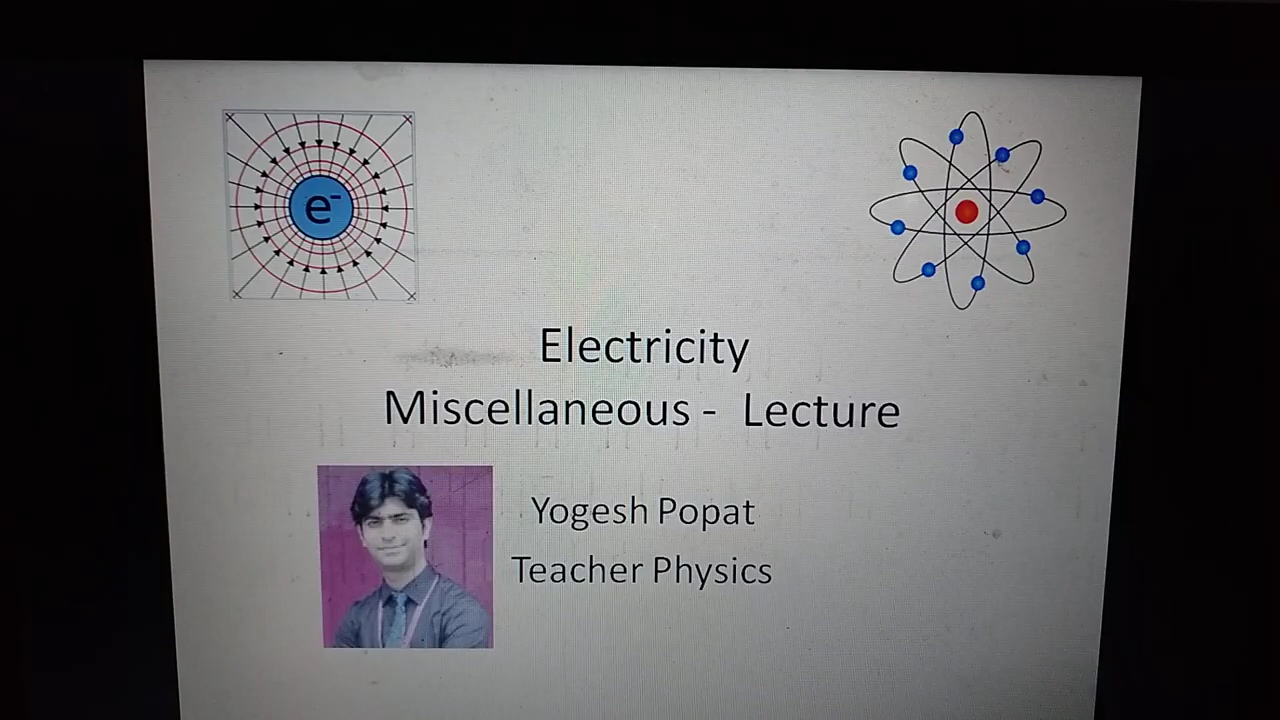 e-
Electricity
Miscellaneous - Lecture
Yogesh Popat
Teacher Physics